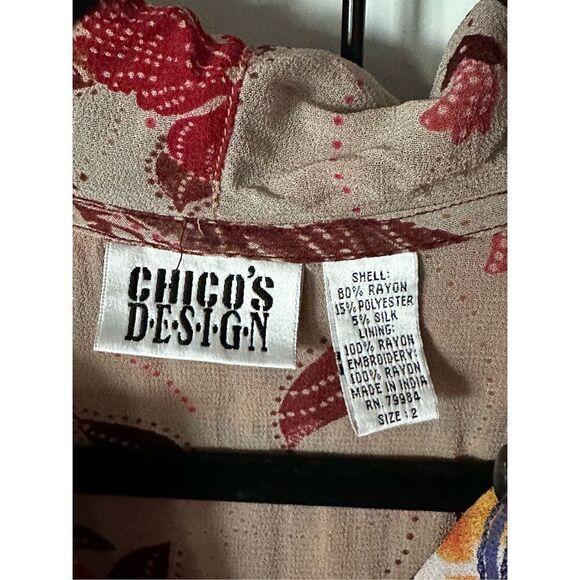 CHICO'S
D·E·S·I·G·N
SHELL:
80% RAYON
15% POLYESTER
5% SILK
LINING:
100% RAYON
EMBROIDERY:
100% RAYON
MADE IN INDIA
RN. 79984
SIZE : 2